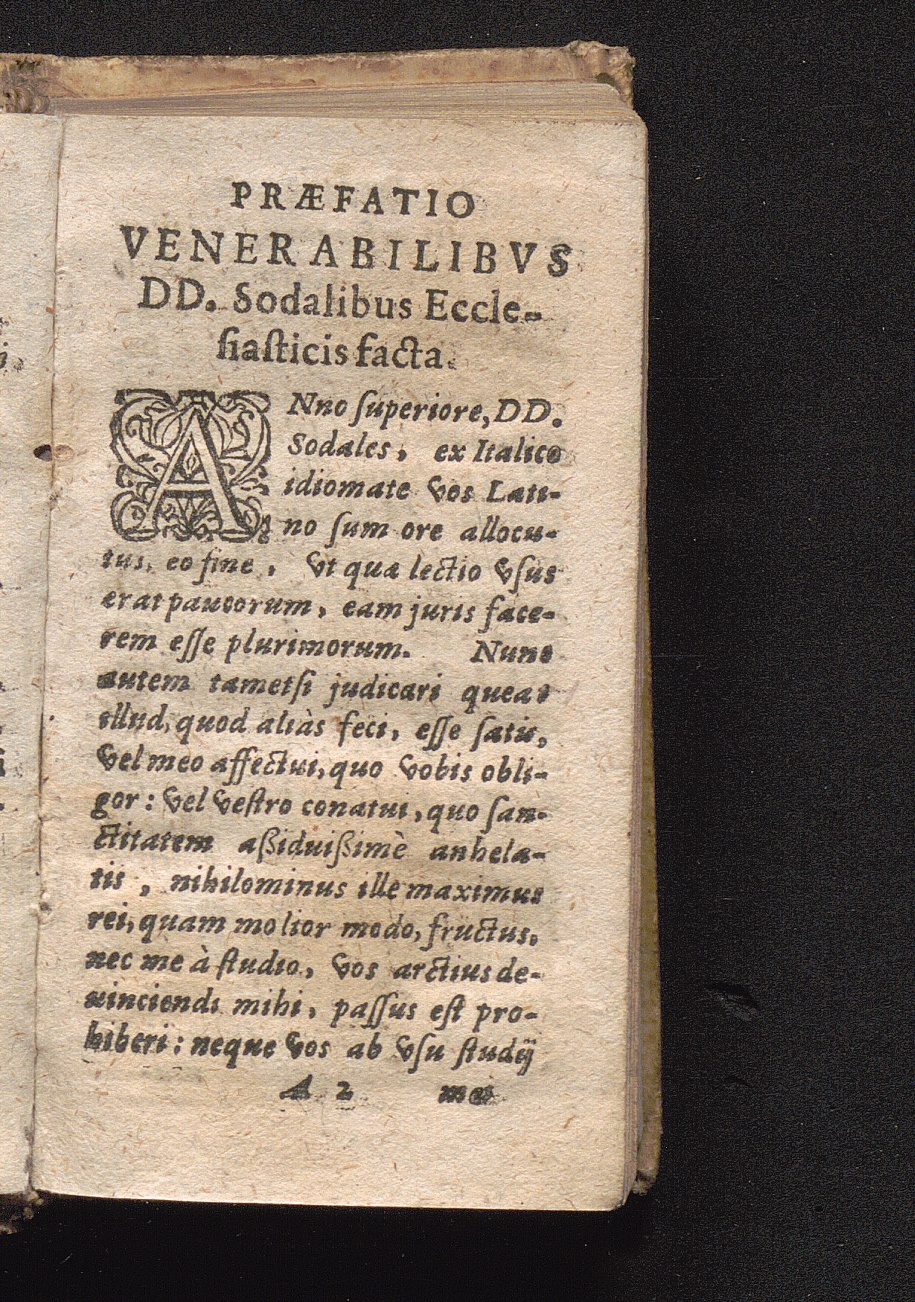 PRÆFATIO
VENERABILIBVS
DD. Sodalibus Eccle-
ſiaſticis facta.
ANno ſuperiore, DD.
Sodales, ex Italico
idiomate vos Lati-
no ſum ore allocu-
tus, eo fine, vt quæ lectio vſus
erat paucorum, eam juris face-
rem eſſe plurimorum. Nunc
autem tametſi judicari queat
illud, quod aliàs feci, eſſe ſatis,
vel meo affectui, quo vobis obli-
gor: vel veſtro conatui, quo ſan-
ctitatem aßiduißimè anhela-
tis, nihilominus ille maximus
rei, quam molior modo, fructus,
nec me à ſtudio, vos arctius de-
uinciendi mihi, paſſus eſt pro-
hiberi: neque vos ab vſu ſtudij
A 2 mei